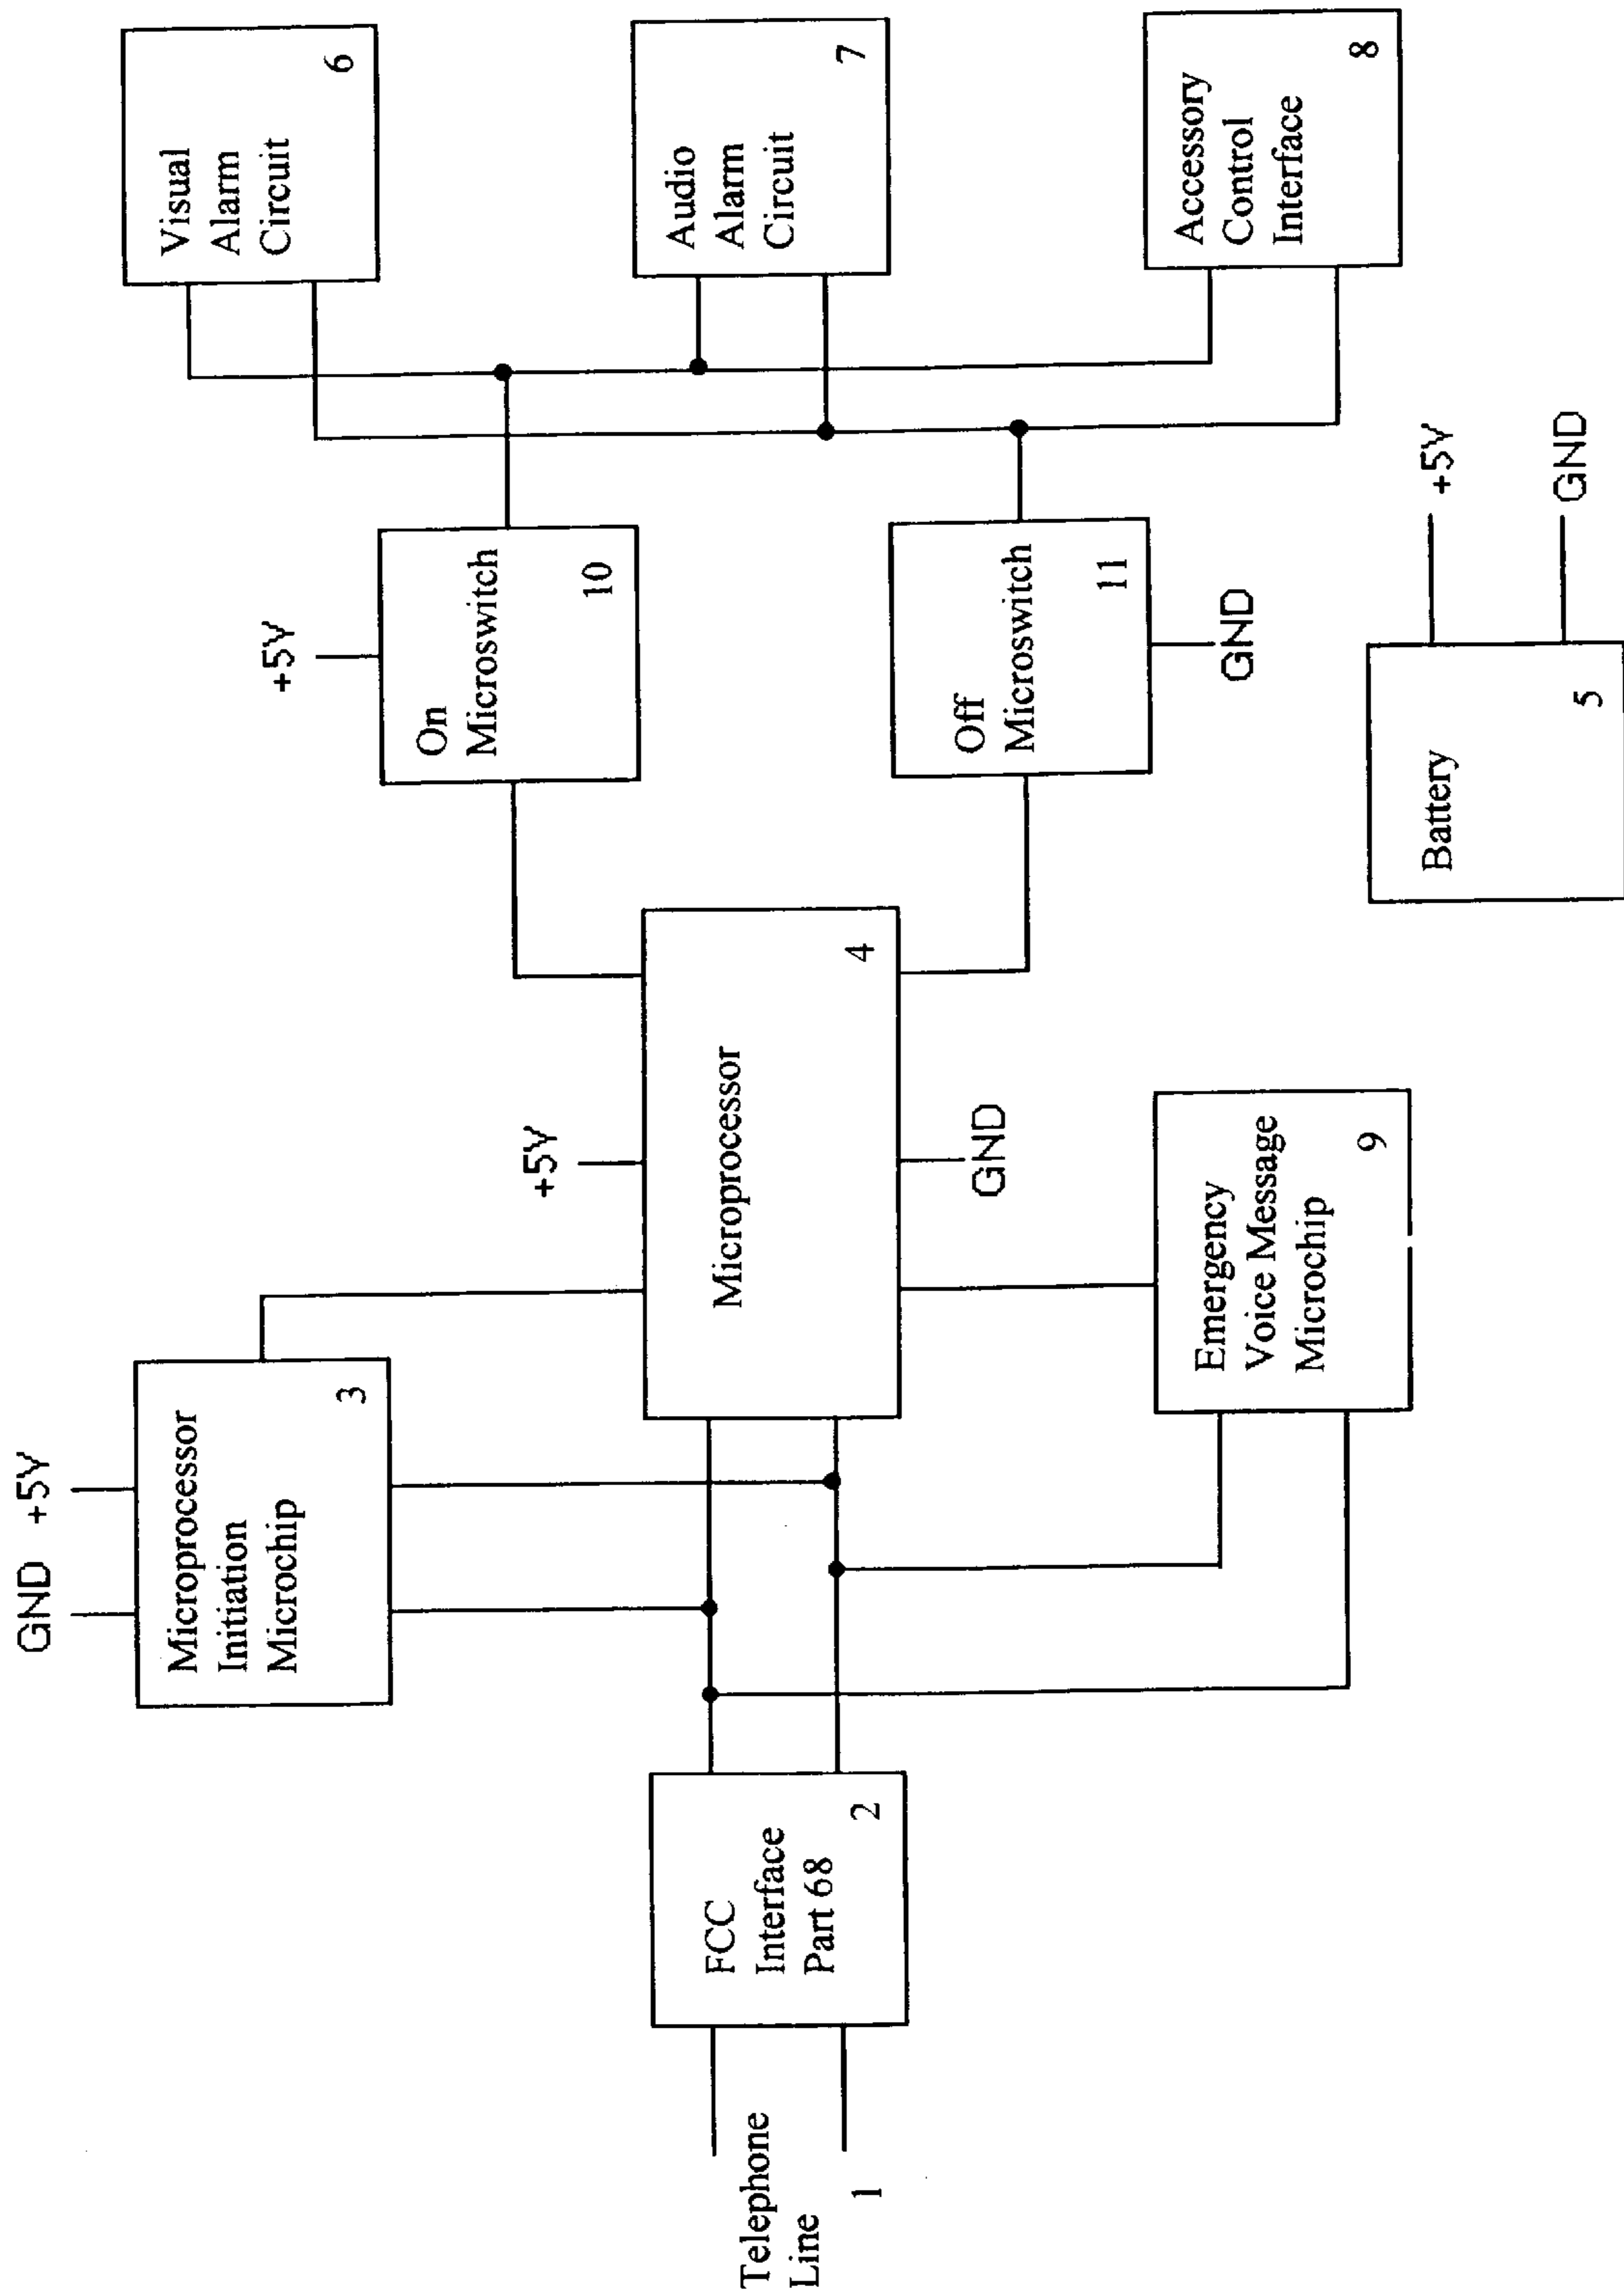 GND +5V
Microprocessor
Initiation
Microchip
3
Visual
Alarm
Circuit
6
+5V
On
Microswitch
10
Telephone
Line
1
FCC
Interface
Part 68
2
+5V
Microprocessor
4
GND
Audio
Alarm
Circuit
7
Off
Microswitch
11
GND
Emergency
Voice Message
Microchip
9
Accessory
Control
Interface
8
Battery
5
+5V
GND